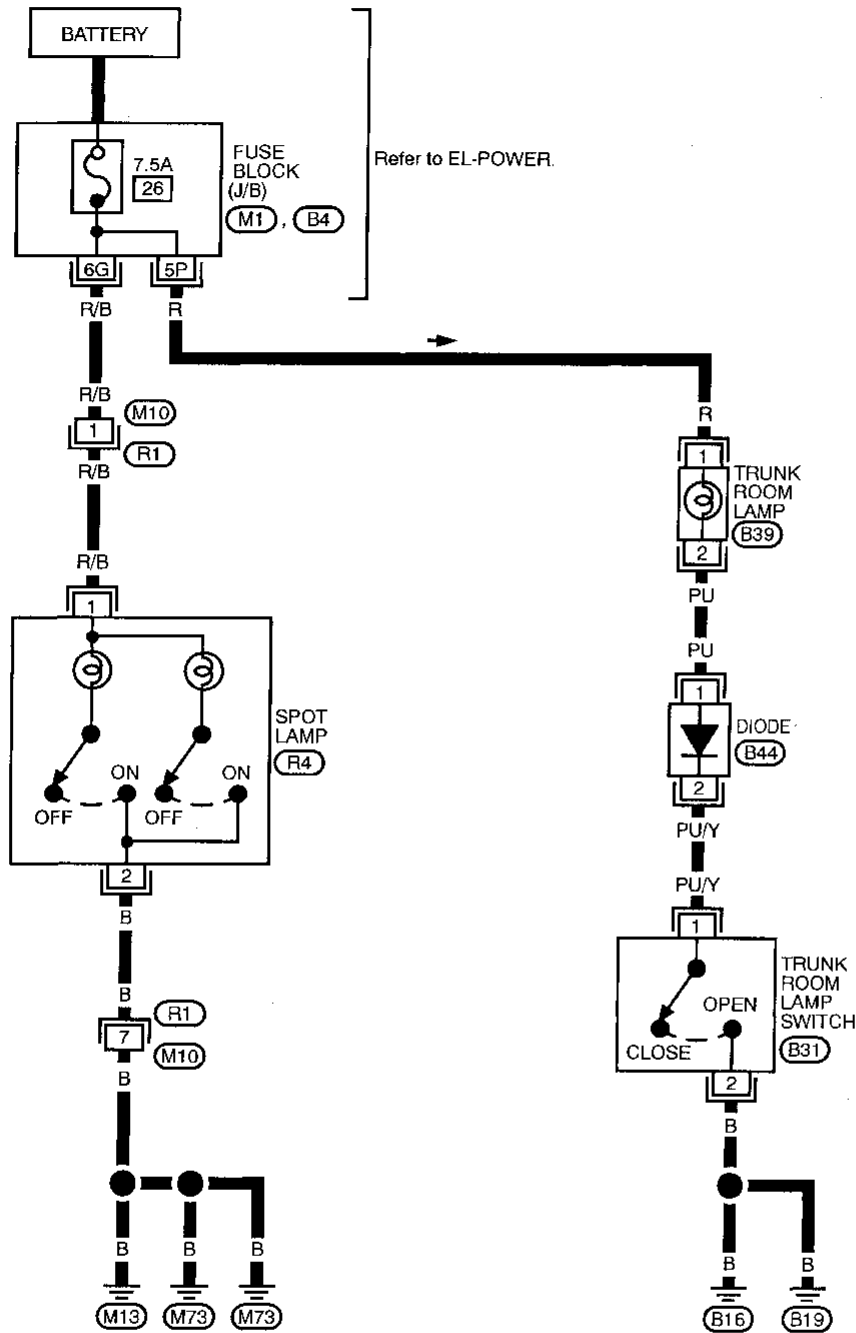 BATTERY
7.5A
26
FUSE
BLOCK
(J/B)
M1 , B4
Refer to EL-POWER.
6G
5P
R/B
R
R/B
M10
1
R1
R/B
R/B
1
SPOT
LAMP
R4
ON
ON
OFF
OFF
2
B
B
R1
7
M10
B
B
B
B
M13
M73
M73
R
1
TRUNK
ROOM
LAMP
B39
2
PU
PU
1
DIODE
B44
2
PU/Y
PU/Y
1
TRUNK
ROOM
LAMP
SWITCH
B31
OPEN
CLOSE
2
B
B
B
B16
B19